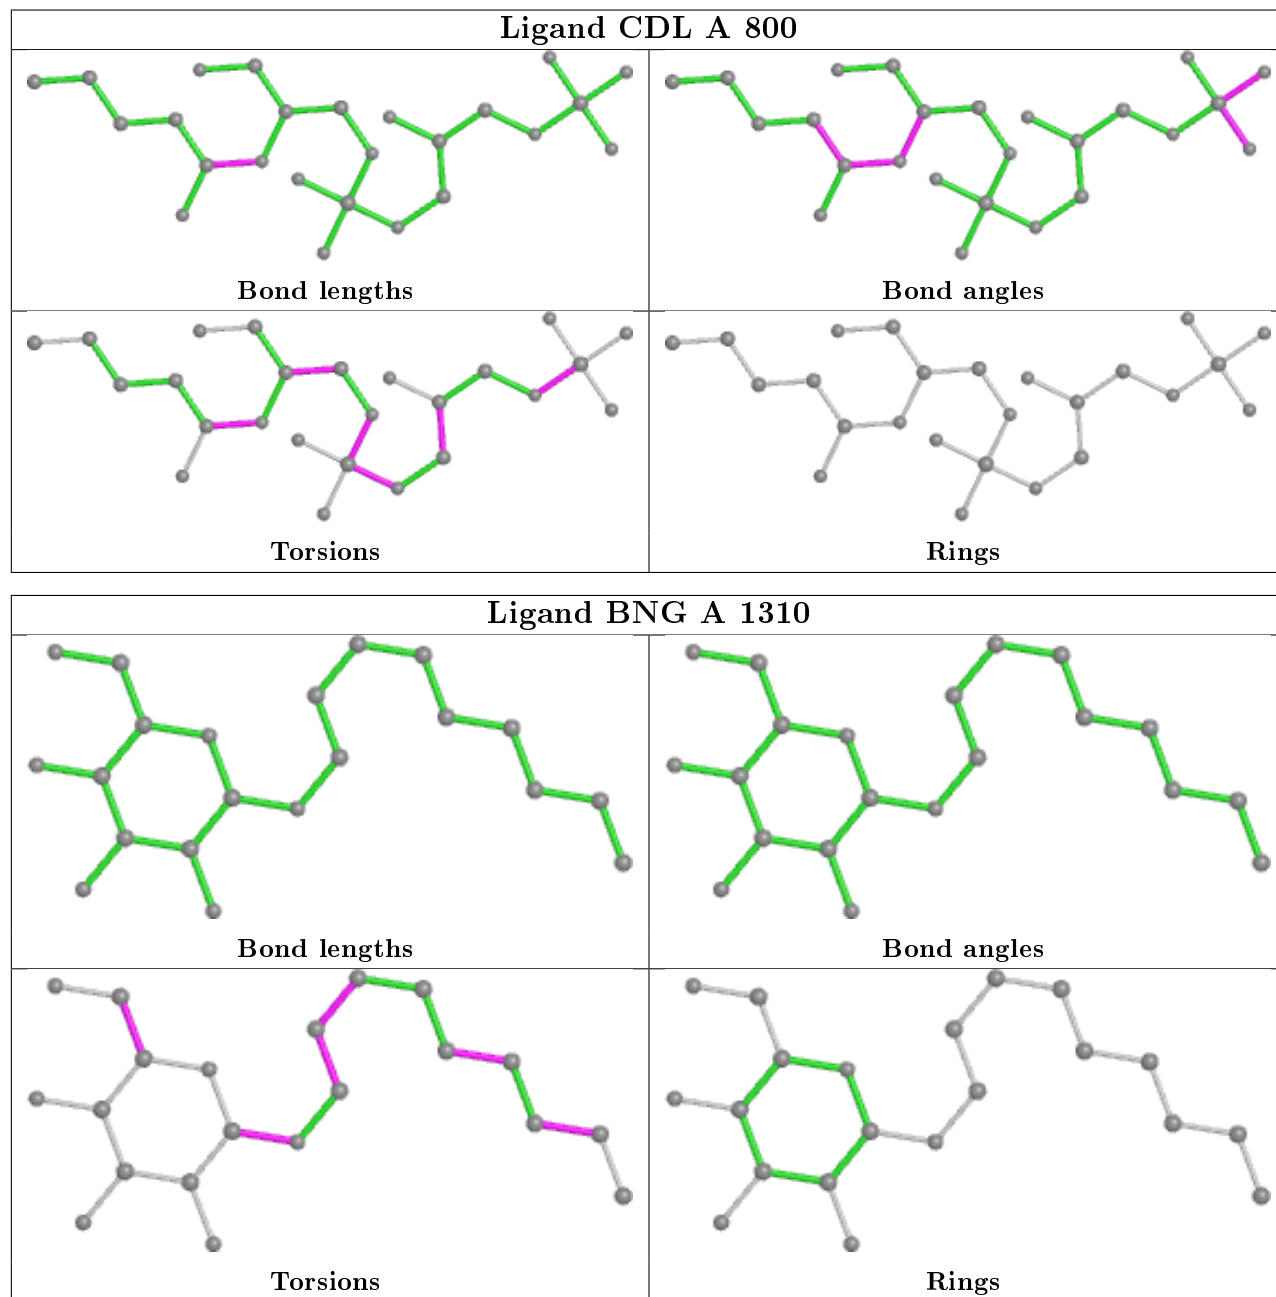 Ligand CDL A 800
Bond lengths
Bond angles
Torsions
Rings
Ligand BNG A 1310
Bond lengths
Bond angles
Torsions
Rings